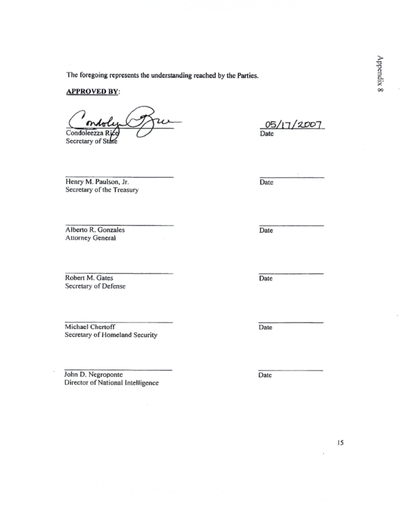 Appendix 8
The foregoing represents the understanding reached by the Parties.
APPROVED BY:
05/17/2007
Condoleezza Rice
Date
Secretary of State
Henry M. Paulson, Jr.
Date
Secretary of the Treasury
Alberto R. Gonzales
Date
Attorney General
Robert M. Gates
Date
Secretary of Defense
Michael Chertoff
Date
Secretary of Homeland Security
John D. Negroponte
Date
Director of National Intelligence
15